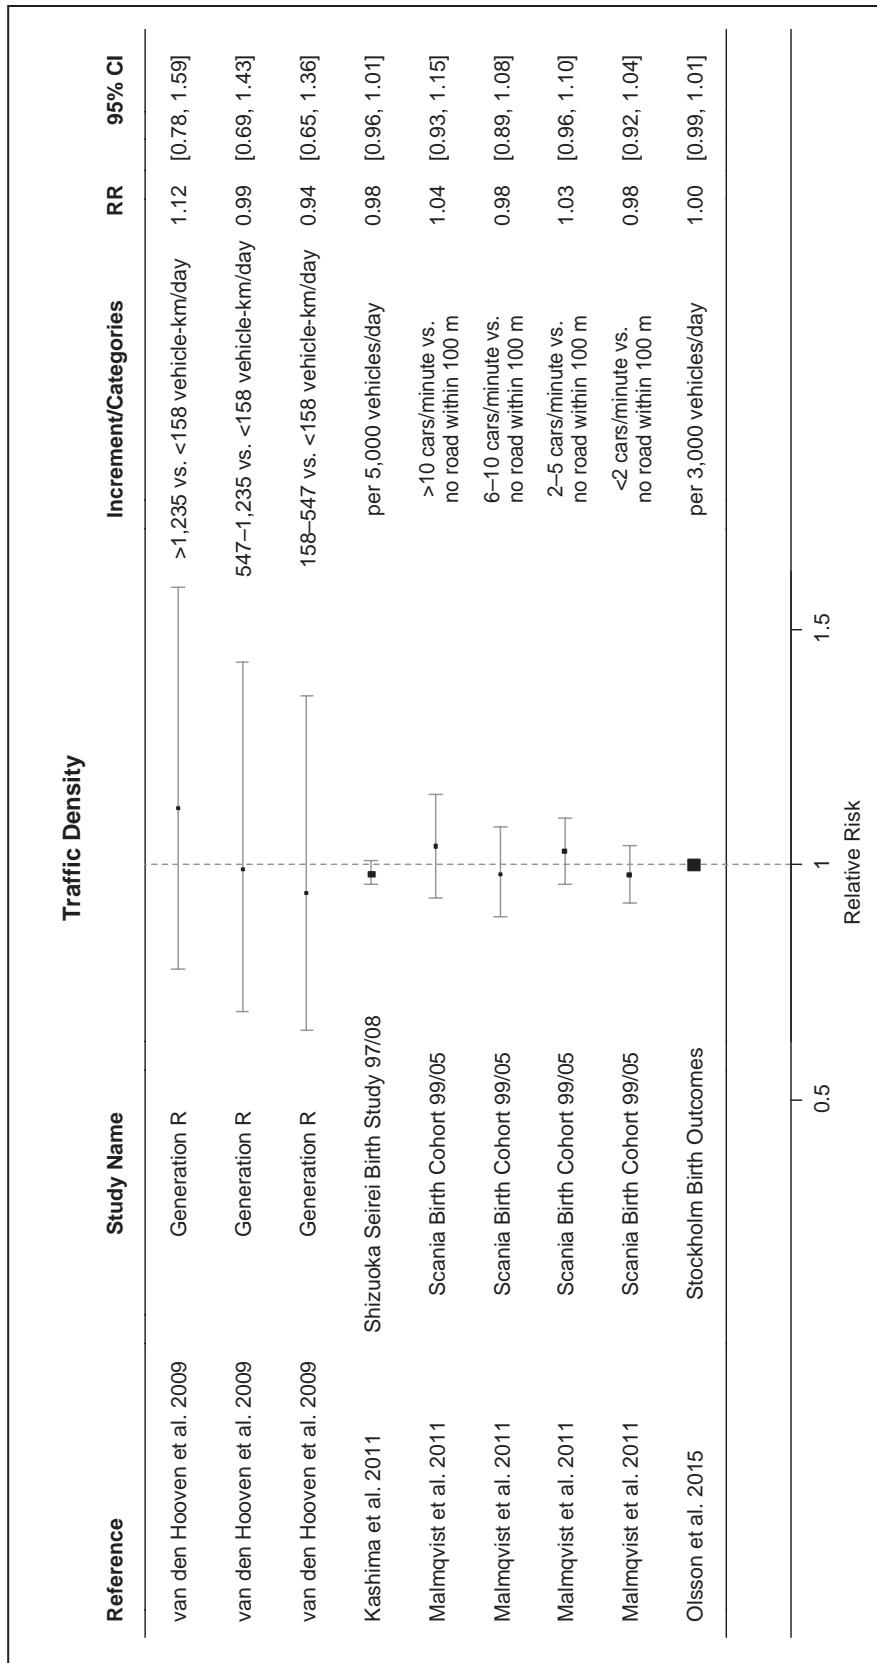 Traffic Density
Reference Study Name Increment/Categories RR 95% CI
van den Hooven et al. 2009 Generation R >1,235 vs. <158 vehicle-km/day 1.12 [0.78, 1.59]
van den Hooven et al. 2009 Generation R 547–1,235 vs. <158 vehicle-km/day 0.99 [0.69, 1.43]
van den Hooven et al. 2009 Generation R 158–547 vs. <158 vehicle-km/day 0.94 [0.65, 1.36]
Kashima et al. 2011 Shizuoka Seirei Birth Study 97/08 per 5,000 vehicles/day 0.98 [0.96, 1.01]
Malmqvist et al. 2011 Scania Birth Cohort 99/05 >10 cars/minute vs. 1.04 [0.93, 1.15]
no road within 100 m
Malmqvist et al. 2011 Scania Birth Cohort 99/05 6–10 cars/minute vs. 0.98 [0.89, 1.08]
no road within 100 m
Malmqvist et al. 2011 Scania Birth Cohort 99/05 2–5 cars/minute vs. 1.03 [0.96, 1.10]
no road within 100 m
Malmqvist et al. 2011 Scania Birth Cohort 99/05 <2 cars/minute vs. 0.98 [0.92, 1.04]
no road within 100 m
Olsson et al. 2015 Stockholm Birth Outcomes per 3,000 vehicles/day 1.00 [0.99, 1.01]
0.5 1 1.5
Relative Risk